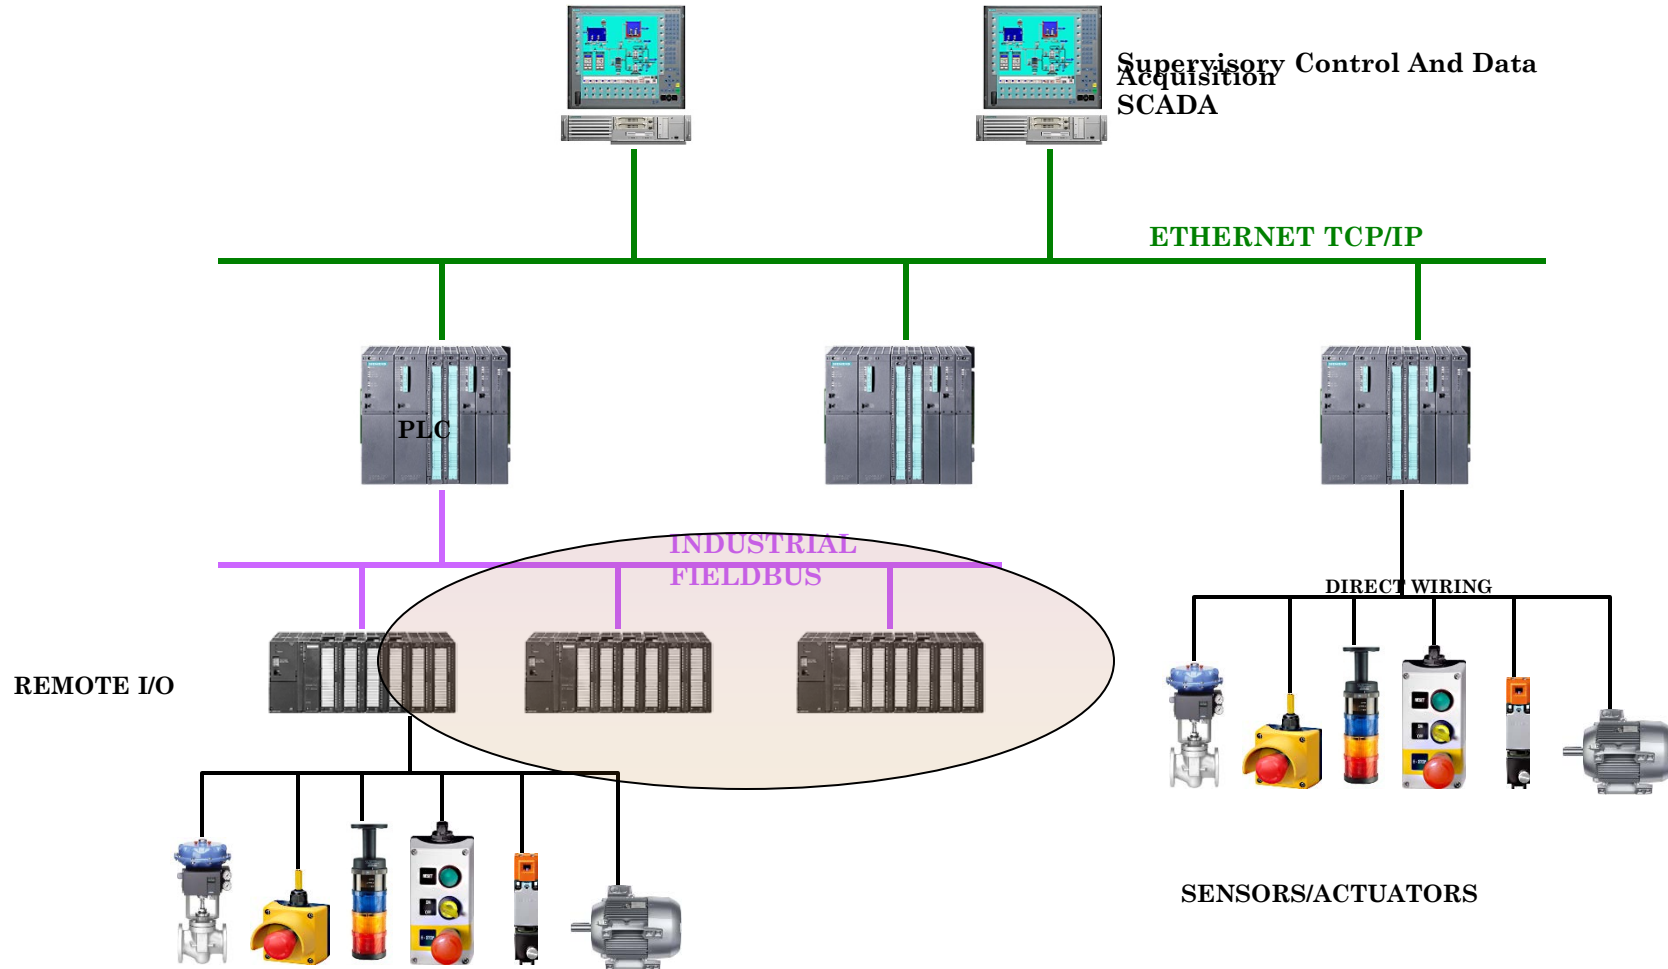 Supervisory Control And Data
Acquisition
SCADA
ETHERNET TCP/IP
PLC
INDUSTRIAL
FIELDBUS
DIRECT WIRING
REMOTE I/O
SENSORS/ACTUATORS